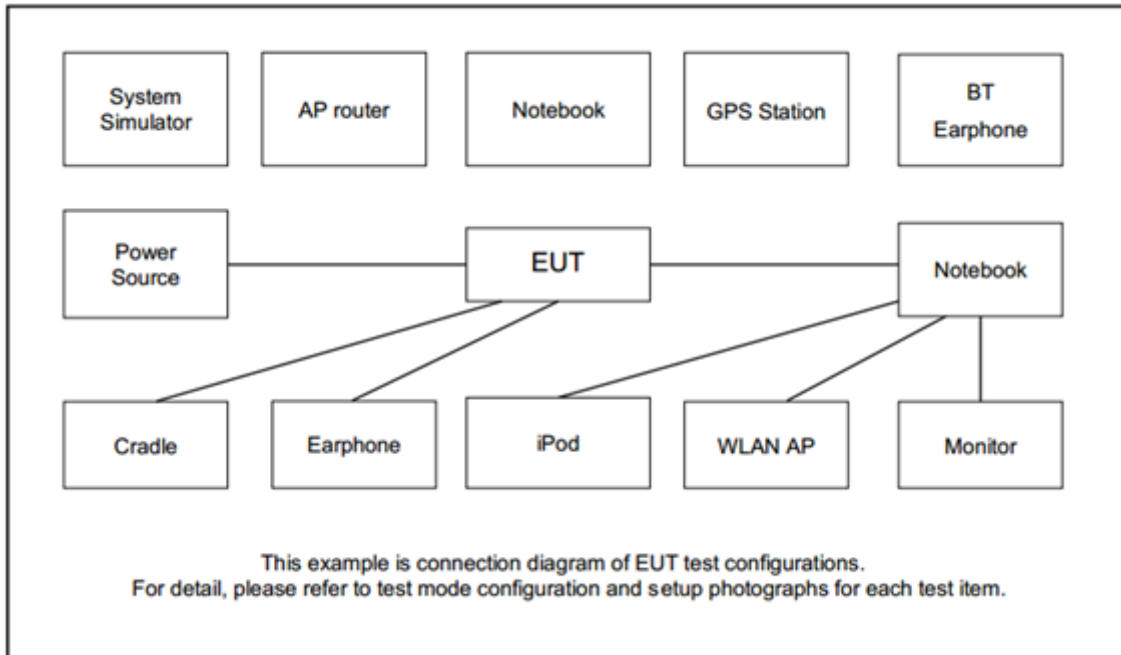 System
Simulator
AP router
Notebook
GPS Station
BT
Earphone
Power
Source
EUT
Notebook
Cradle
Earphone
iPod
WLAN AP
Monitor
This example is connection diagram of EUT test configurations.
For detail, please refer to test mode configuration and setup photographs for each test item.